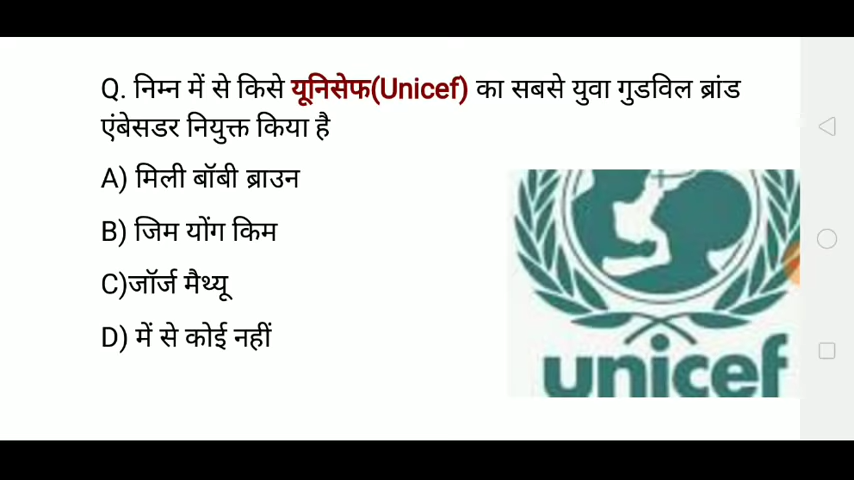 Q. निम्न में से किसे यूनिसेफ(Unicef) का सबसे युवा गुडविल ब्रांड
एंबेसडर नियुक्त किया है
A) मिली बॉबी ब्राउन
B) जिम योंग किम
C)जॉर्ज मैथ्यू
D) में से कोई नहीं
unicef